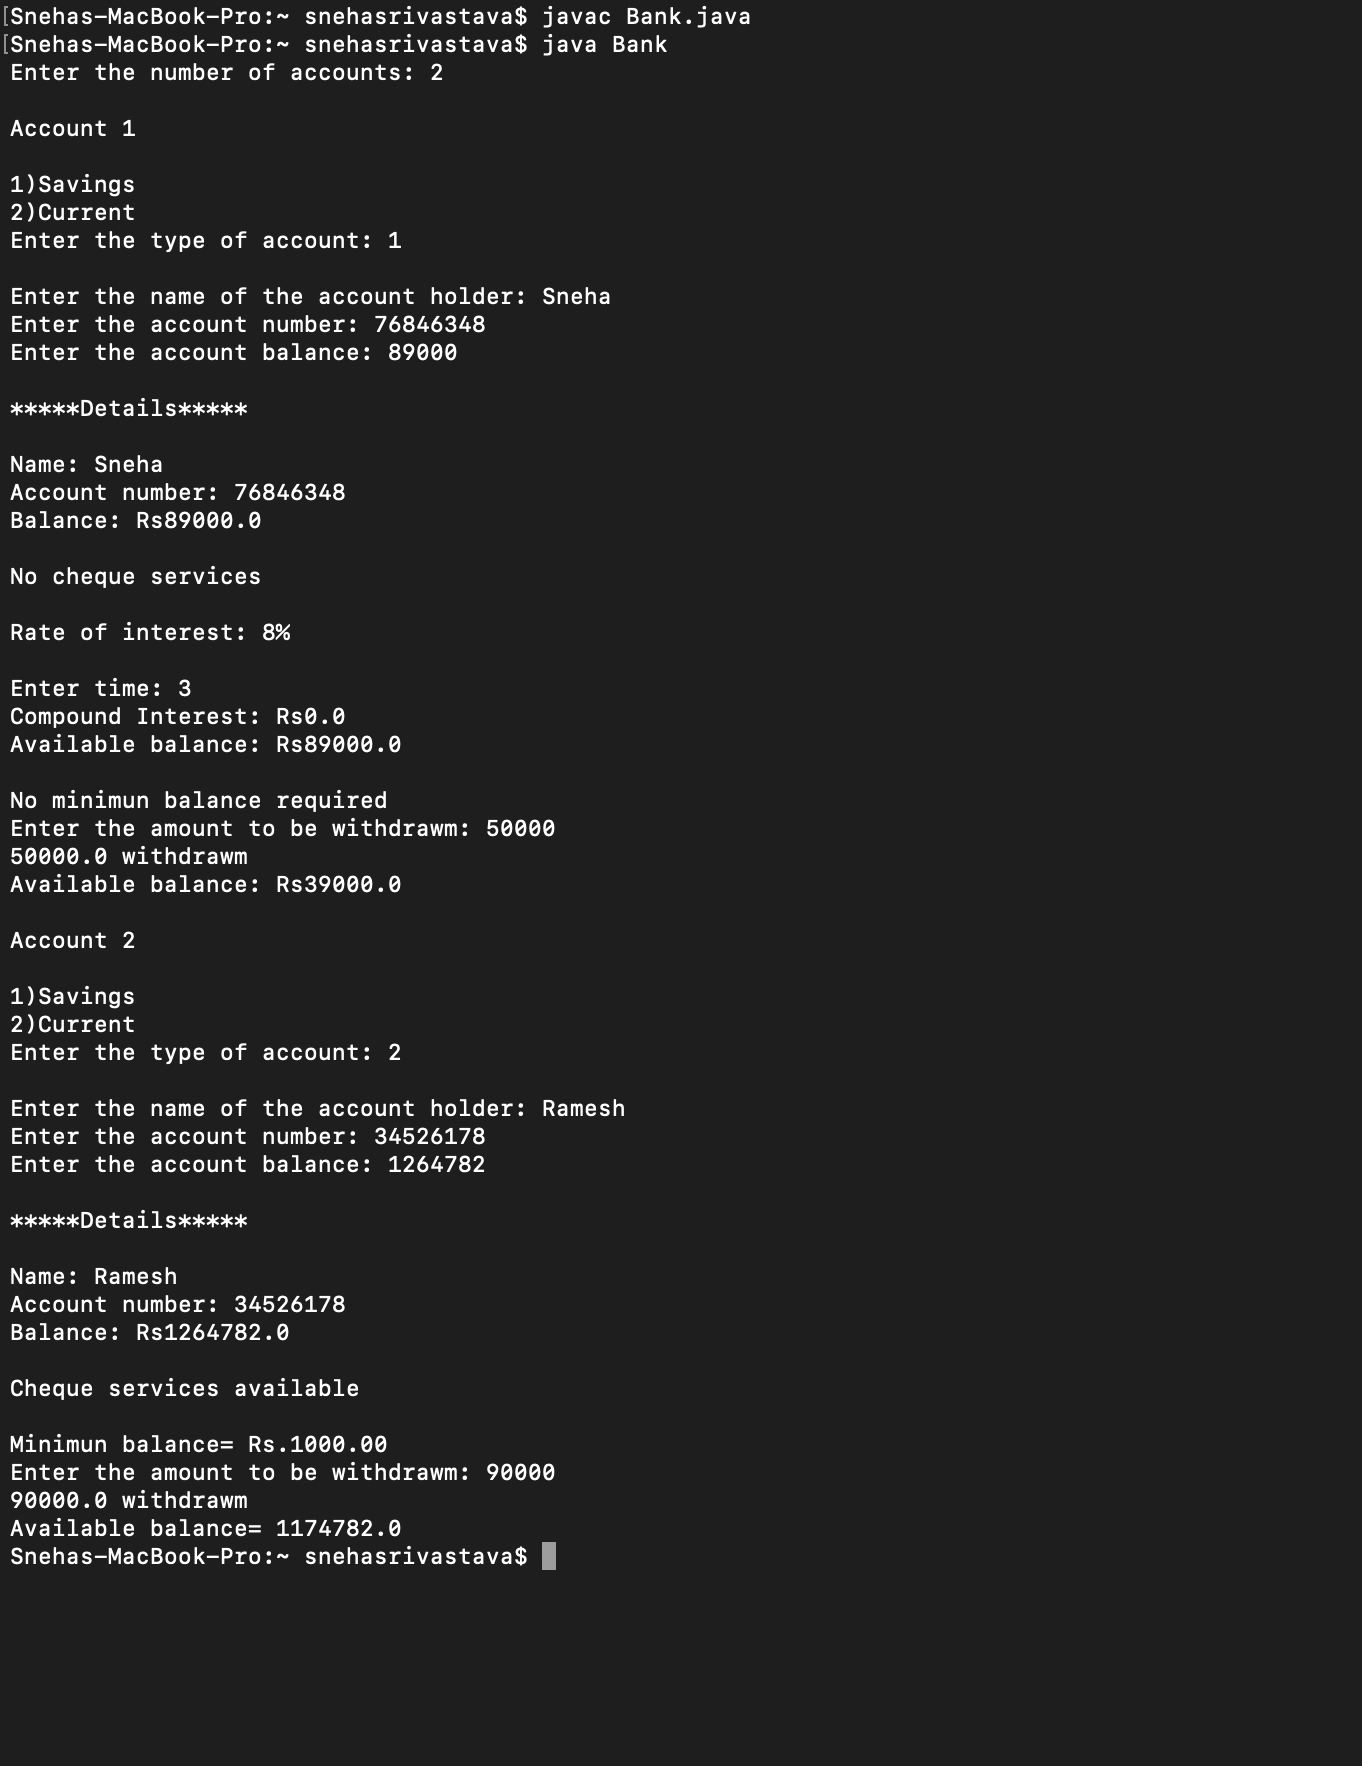 [Snehas-MacBook-Pro:~ snehasrivastava$ javac Bank.java
[Snehas-MacBook-Pro:~ snehasrivastava$ java Bank
Enter the number of accounts: 2
Account 1
1)Savings
2)Current
Enter the type of account: 1
Enter the name of the account holder: Sneha
Enter the account number: 76846348
Enter the account balance: 89000
*****Details*****
Name: Sneha
Account number: 76846348
Balance: Rs89000.0
No cheque services
Rate of interest: 8%
Enter time: 3
Compound Interest: Rs0.0
Available balance: Rs89000.0
No minimun balance required
Enter the amount to be withdrawm: 50000
50000.0 withdrawm
Available balance: Rs39000.0
Account 2
1)Savings
2)Current
Enter the type of account: 2
Enter the name of the account holder: Ramesh
Enter the account number: 34526178
Enter the account balance: 1264782
*****Details*****
Name: Ramesh
Account number: 34526178
Balance: Rs1264782.0
Cheque services available
Minimun balance= Rs.1000.00
Enter the amount to be withdrawm: 90000
90000.0 withdrawm
Available balance= 1174782.0
Snehas-MacBook-Pro:~ snehasrivastava$